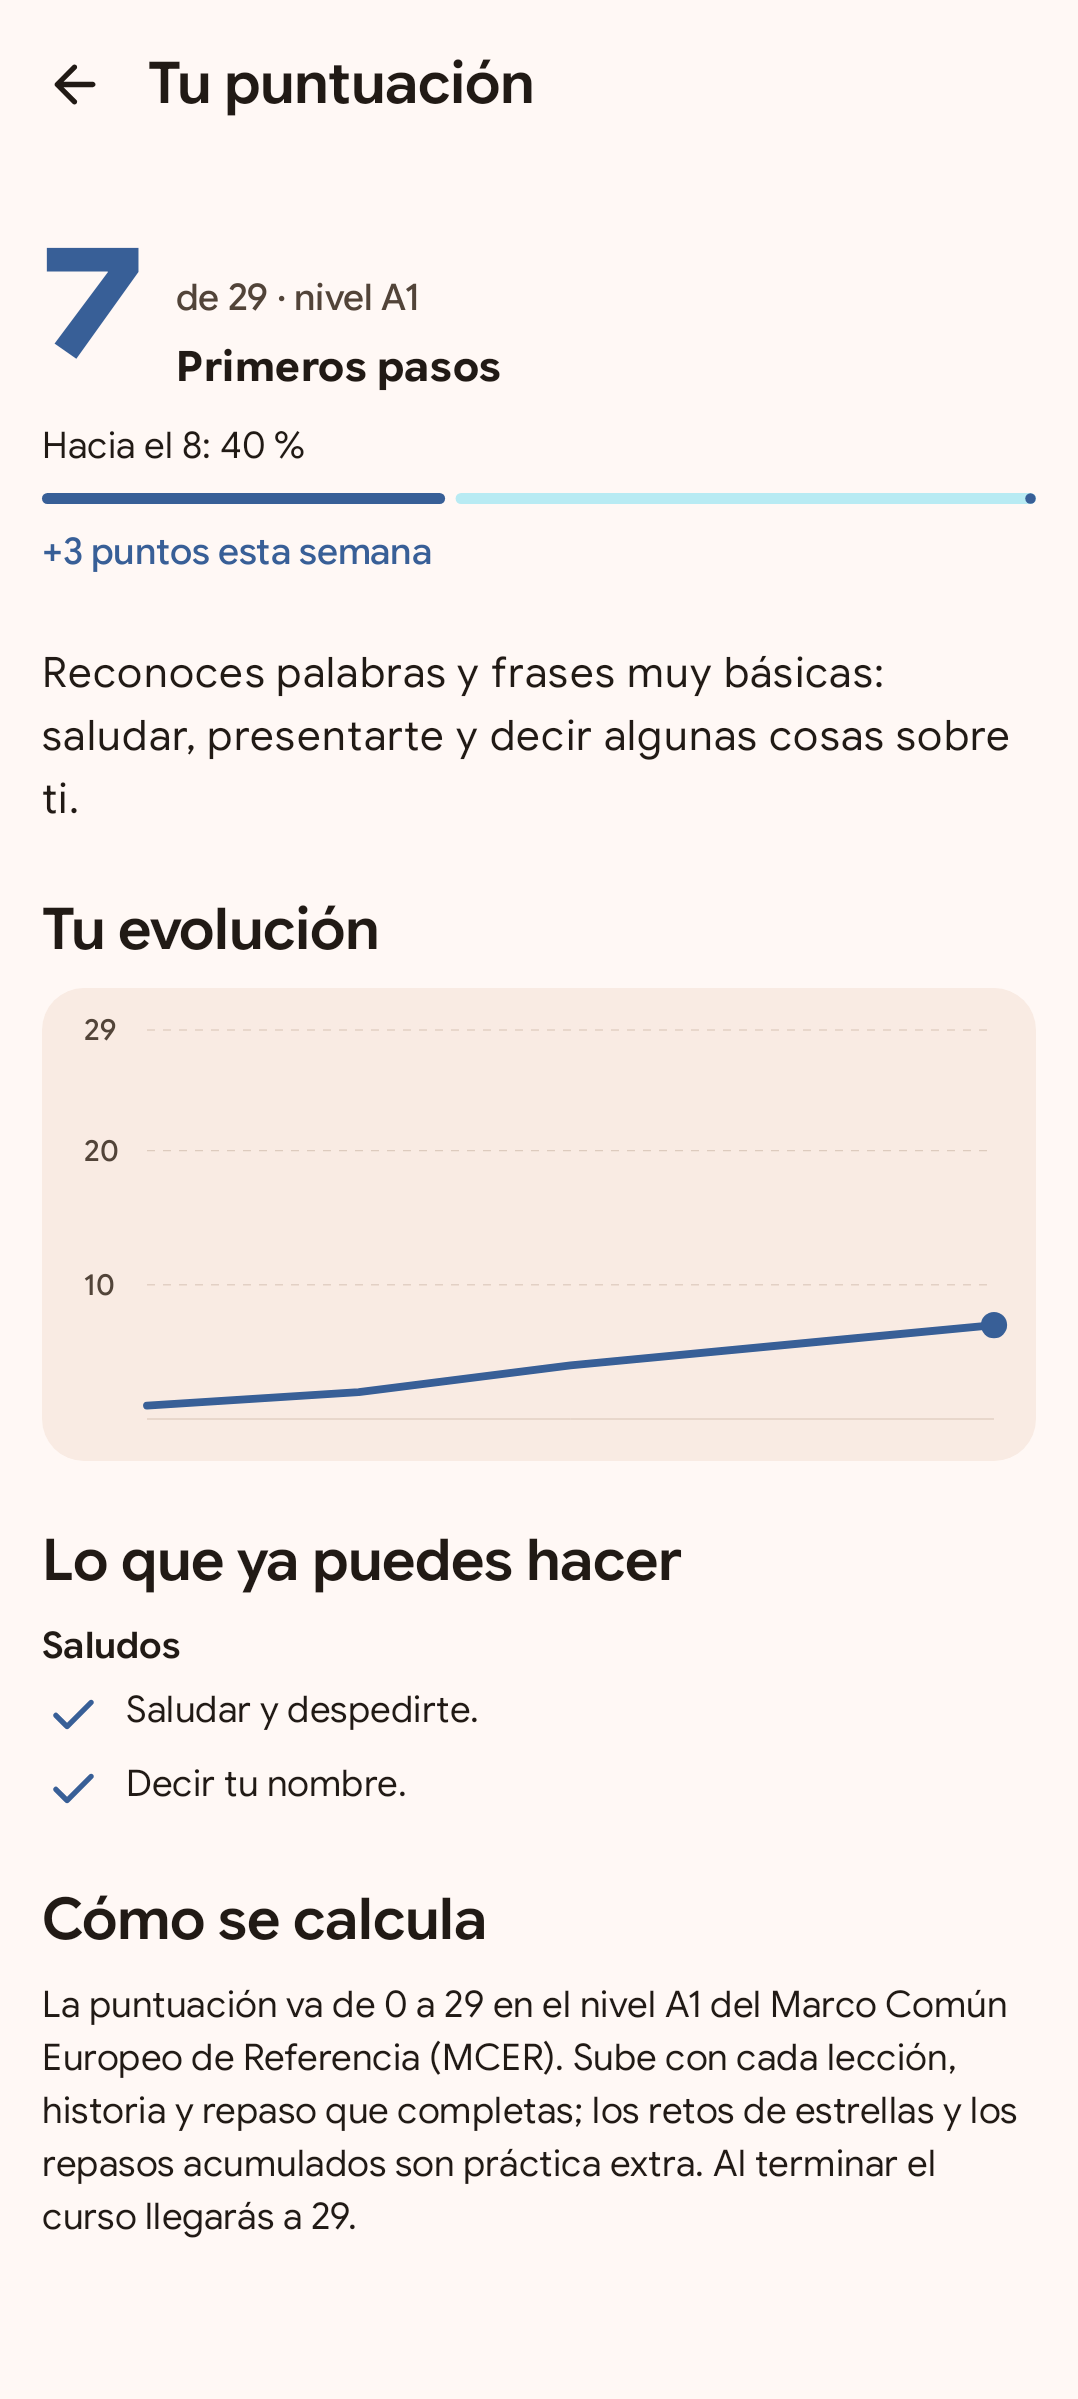 Tu puntuación
7
de 29 · nivel A1
Primeros pasos
Hacia el 8: 40 %
+3 puntos esta semana
Reconoces palabras y frases muy básicas:
saludar, presentarte y decir algunas cosas sobre
ti.
Tu evolución
29
20
10
Lo que ya puedes hacer
Saludos
Saludar y despedirte.
Decir tu nombre.
Cómo se calcula
La puntuación va de 0 a 29 en el nivel A1 del Marco Común
Europeo de Referencia (MCER). Sube con cada lección,
historia y repaso que completas; los retos de estrellas y los
repasos acumulados son práctica extra. Al terminar el
curso llegarás a 29.